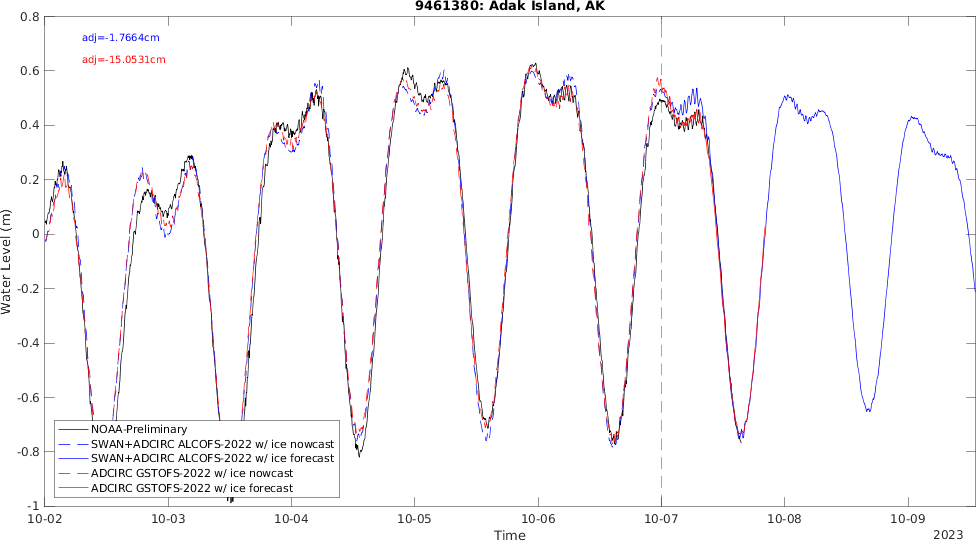 9461380: Adak Island, AK
adj=-1.7664cm
adj=-15.0531cm
0.8
0.6
0.4
0.2
0
-0.2
-0.4
-0.6
-0.8
-1
Water Level (m)
NOAA-Preliminary
SWAN+ADCIRC ALCOFS-2022 w/ ice nowcast
SWAN+ADCIRC ALCOFS-2022 w/ ice forecast
ADCIRC GSTOFS-2022 w/ ice nowcast
ADCIRC GSTOFS-2022 w/ ice forecast
10-02 10-03 10-04 10-05 10-06 10-07 10-08 10-09
Time
2023